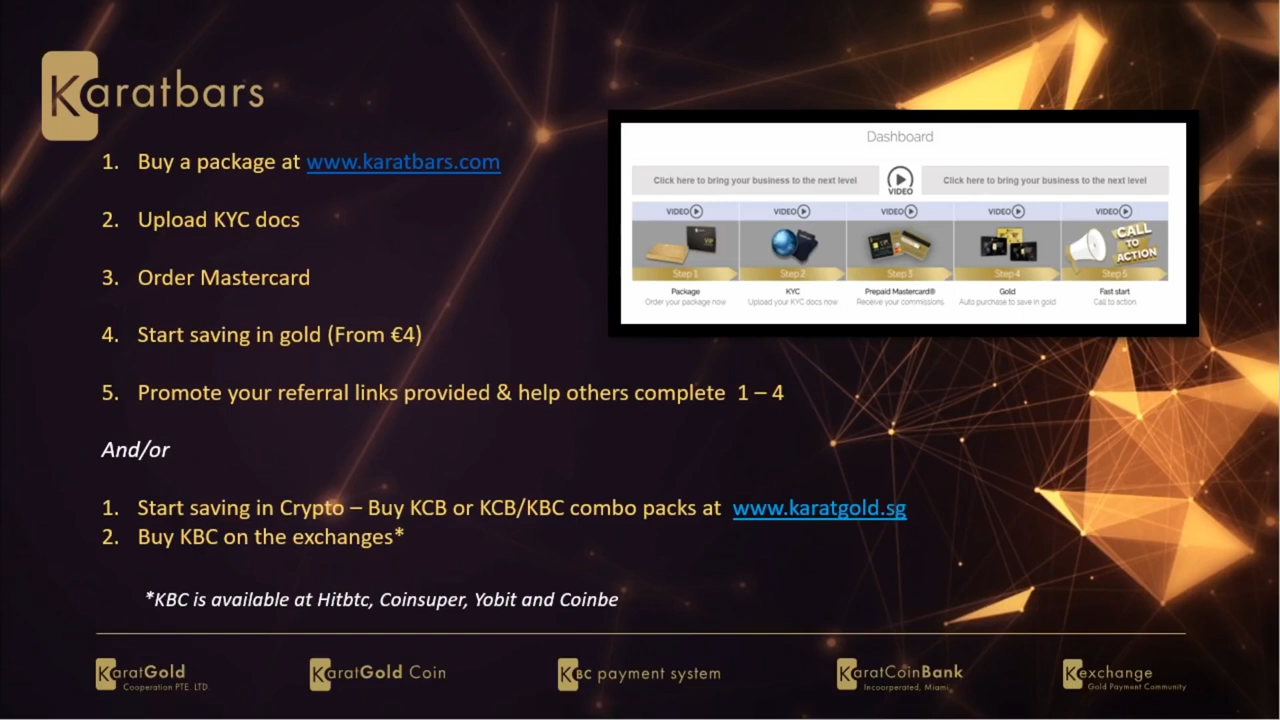 Karatbars
1. Buy a package at www.karatbars.com
2. Upload KYC docs
3. Order Mastercard
4. Start saving in gold (From €4)
5. Promote your referral links provided & help others complete 1 – 4
And/or
1. Start saving in Crypto – Buy KCB or KCB/KBC combo packs at www.karatgold.sg
2. Buy KBC on the exchanges*
*KBC is available at Hitbtc, Coinsuper, Yobit and Coinbe
Dashboard
Click here to bring your business to the next level VIDEO Click here to bring your business to the next level
VIDEO VIDEO VIDEO VIDEO VIDEO
VIP
CALL TO ACTION
Step 1 Step 2 Step 3 Step 4 Step 5
Package KYC Prepaid Mastercard® Gold Fast start
Order your package now Upload your KYC docs now Receive your commissions Auto purchase to save in gold Call to action
KaratGold KaratGold Coin KBC payment system KaratCoinBank Kexchange
Cooperation PTE. LTD. Incoorparated, Miami Gold Payment Community